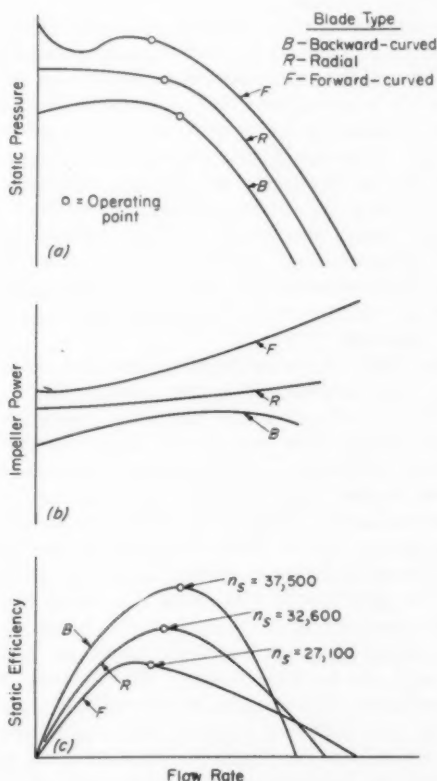 Blade Type
B - Backward-curved
R - Radial
F - Forward-curved
Static Pressure
F
R
B
o = Operating
point
(a)
Impeller Power
F
R
B
(b)
Static Efficiency
n_s = 37,500
n_s = 32,600
n_s = 27,100
B
R
F
(c)
Flow Rate